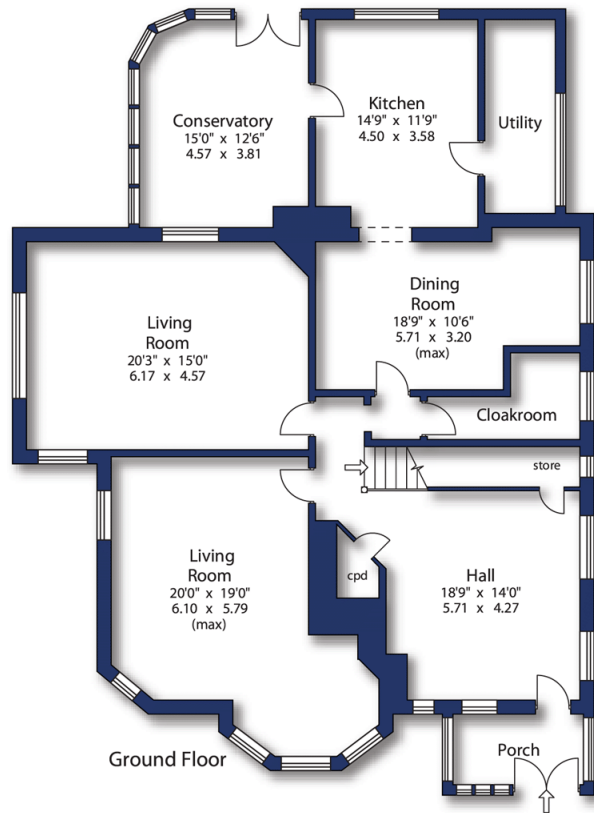 Conservatory
15'0" x 12'6"
4.57 x 3.81
Kitchen
14'9" x 11'9"
4.50 x 3.58
Utility
Living
Room
20'3" x 15'0"
6.17 x 4.57
Dining
Room
18'9" x 10'6"
5.71 x 3.20
(max)
Cloakroom
store
Living
Room
20'0" x 19'0"
6.10 x 5.79
(max)
cpd
Hall
18'9" x 14'0"
5.71 x 4.27
Ground Floor
Porch